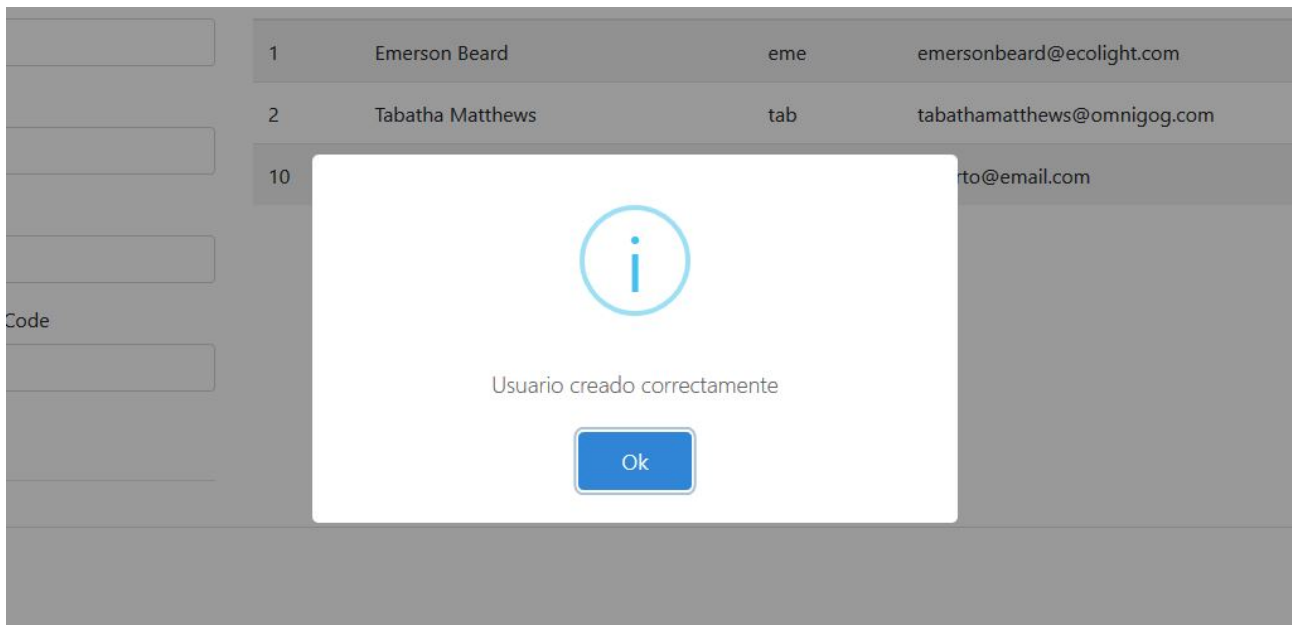 1 Emerson Beard eme emersonbeard@ecolight.com
2 Tabatha Matthews tab tabathamatthews@omnigog.com
10 rto@email.com
Code
i
Usuario creado correctamente
Ok